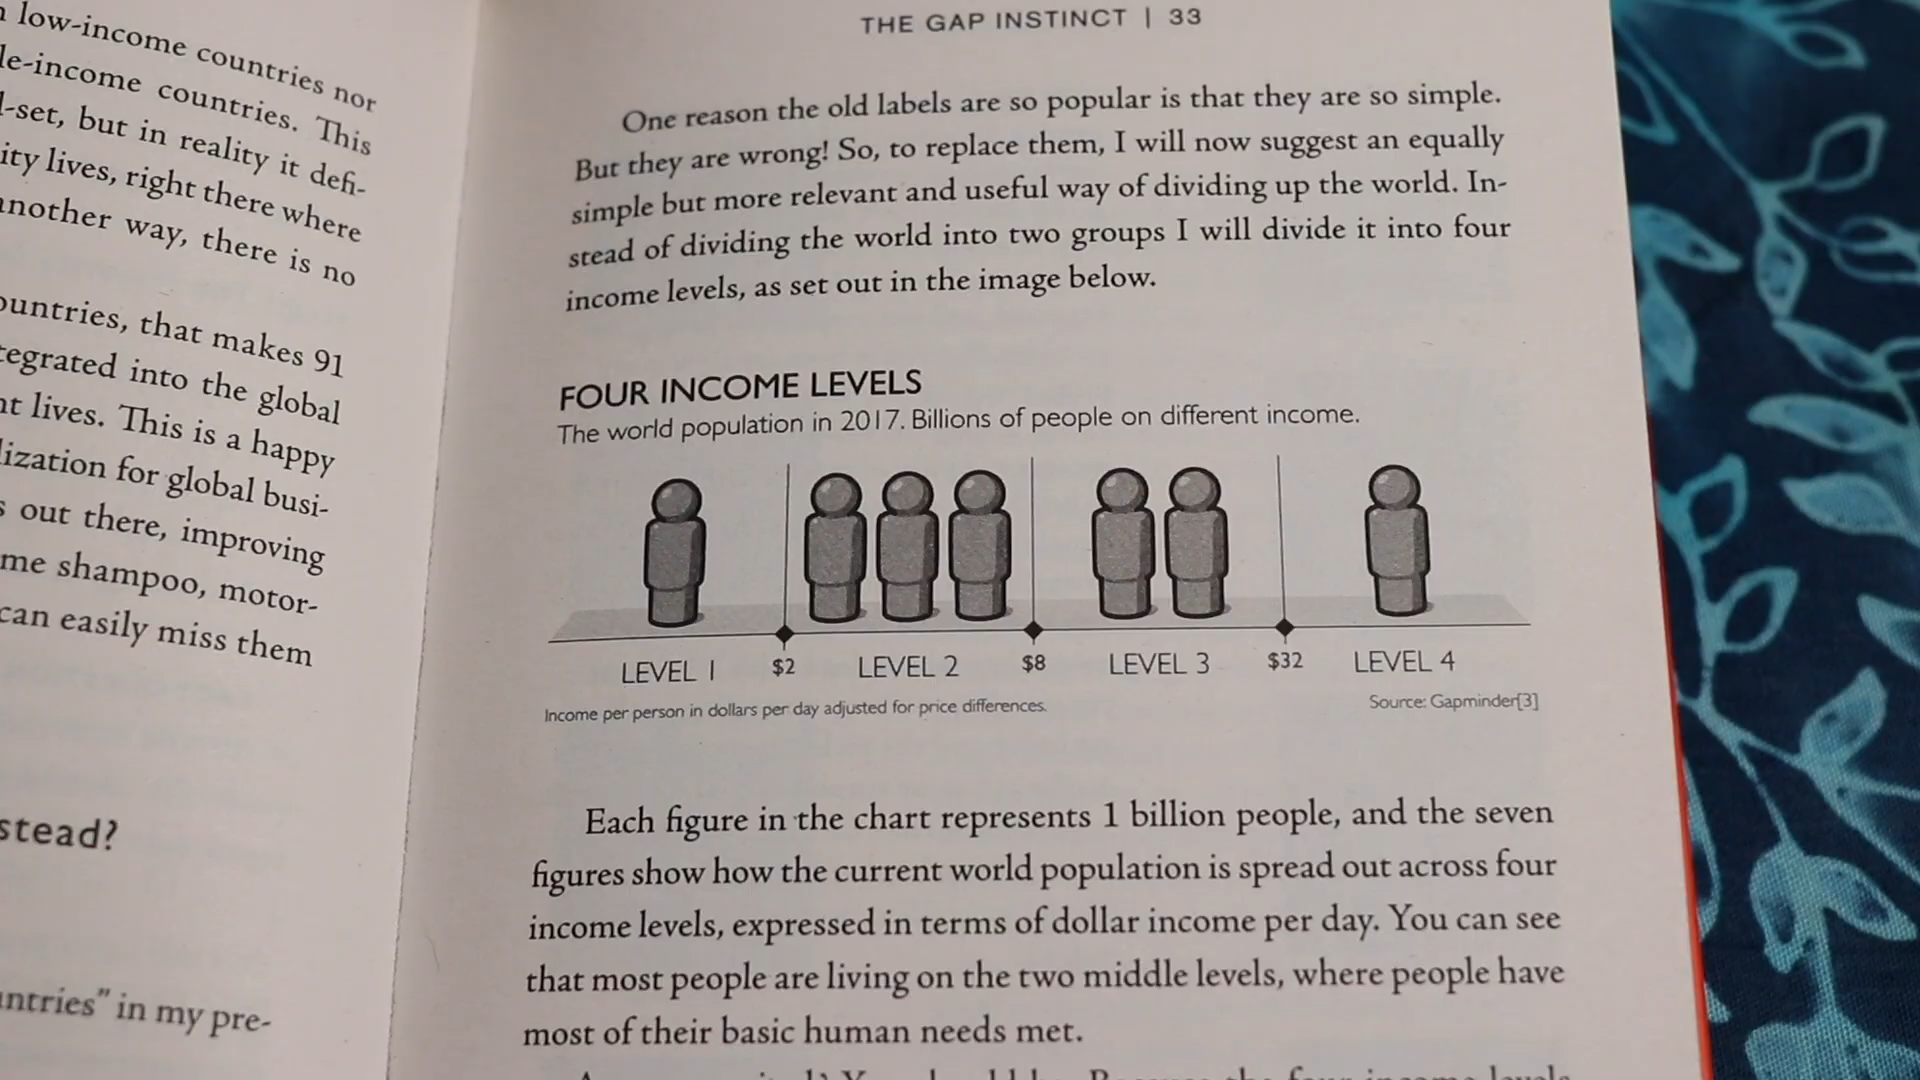 low-income countries nor
le-income countries. This
l-set, but in reality it defi-
ity lives, right there where
another way, there is no
ountries, that makes 91
tegrated into the global
nt lives. This is a happy
lization for global busi-
s out there, improving
me shampoo, motor-
can easily miss them
stead?
untries" in my pre-
THE GAP INSTINCT | 33
One reason the old labels are so popular is that they are so simple.
But they are wrong! So, to replace them, I will now suggest an equally
simple but more relevant and useful way of dividing up the world. In-
stead of dividing the world into two groups I will divide it into four
income levels, as set out in the image below.
FOUR INCOME LEVELS
The world population in 2017. Billions of people on different income.
LEVEL 1 $2 LEVEL 2 $8 LEVEL 3 $32 LEVEL 4
Income per person in dollars per day adjusted for price differences. Source: Gapminder[3]
Each figure in the chart represents 1 billion people, and the seven
figures show how the current world population is spread out across four
income levels, expressed in terms of dollar income per day. You can see
that most people are living on the two middle levels, where people have
most of their basic human needs met.
the four income levels